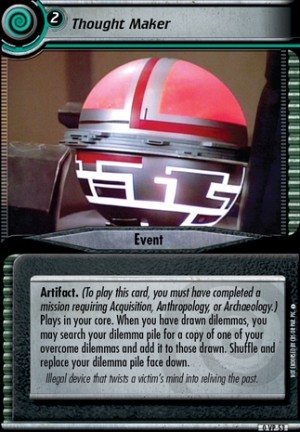 2
Thought Maker
Event
Artifact. (To play this card, you must have completed a
mission requiring Acquisition, Anthropology, or Archaeology.)
Plays in your core. When you have drawn dilemmas, you
may search your dilemma pile for a copy of one of your
overcome dilemmas and add it to those drawn. Shuffle and
replace your dilemma pile face down.
Illegal device that twists a victim's mind into reliving the past.
0 VP 53